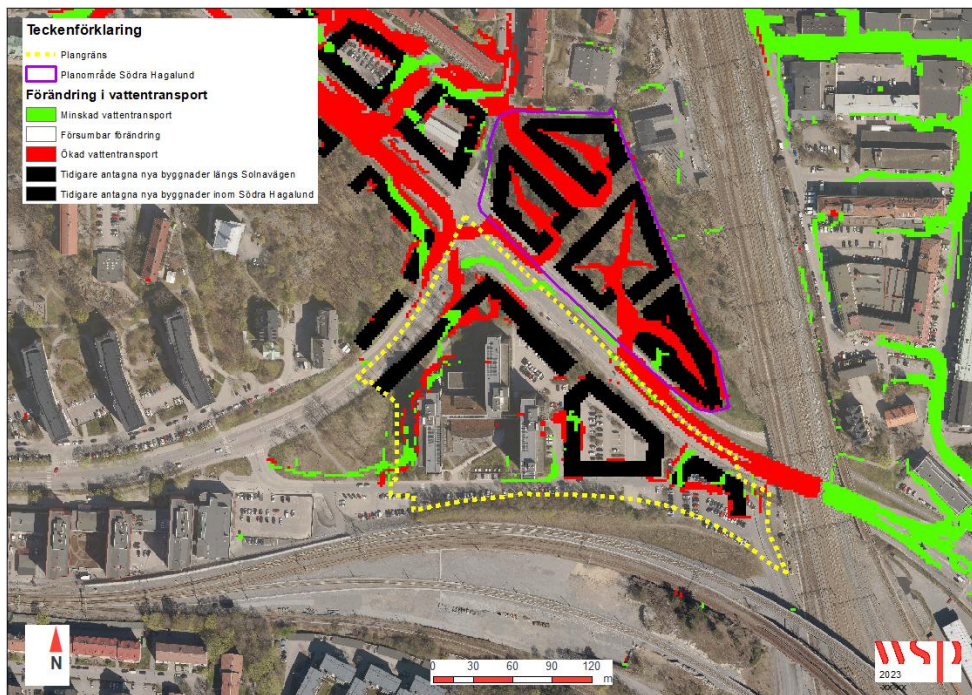 Teckenförklaring
Plangräns
Planområde Södra Hagalund
Förändring i vattentransport
Minskad vattentransport
Försumbar förändring
Ökad vattentransport
Tidigare antagna nya byggnader längs Solnavägen
Tidigare antagna nya byggnader inom Södra Hagalund
N
0 30 60 90 120
m
wsp
2023